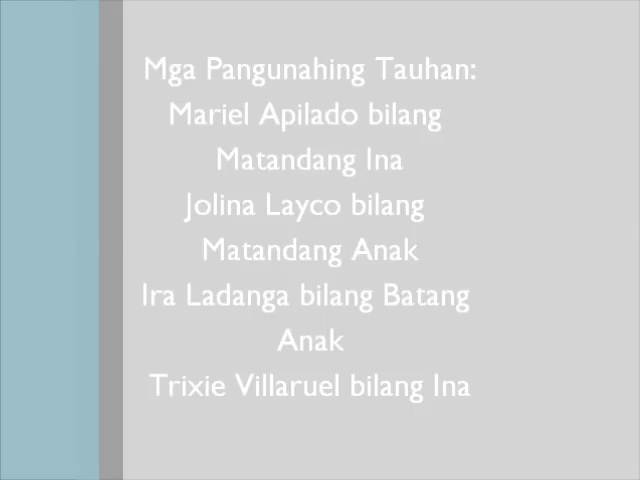 Mga Pangunahing Tauhan:
Mariel Apilado bilang
Matandang Ina
Jolina Layco bilang
Matandang Anak
Ira Ladanga bilang Batang
Anak
Trixie Villaruel bilang Ina